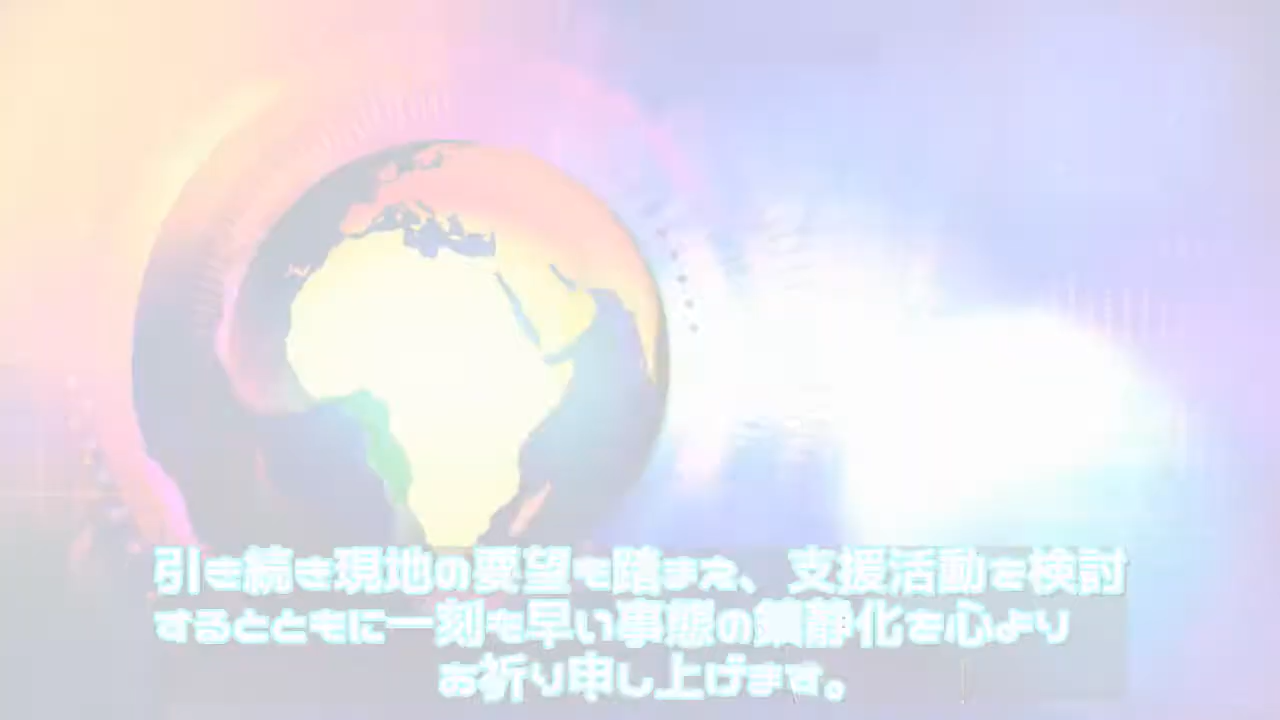 引き続き現地の要望も踏まえ、支援活動を検討
するとともに一刻も早い事態の鎮静化を心より
お祈り申し上げます。